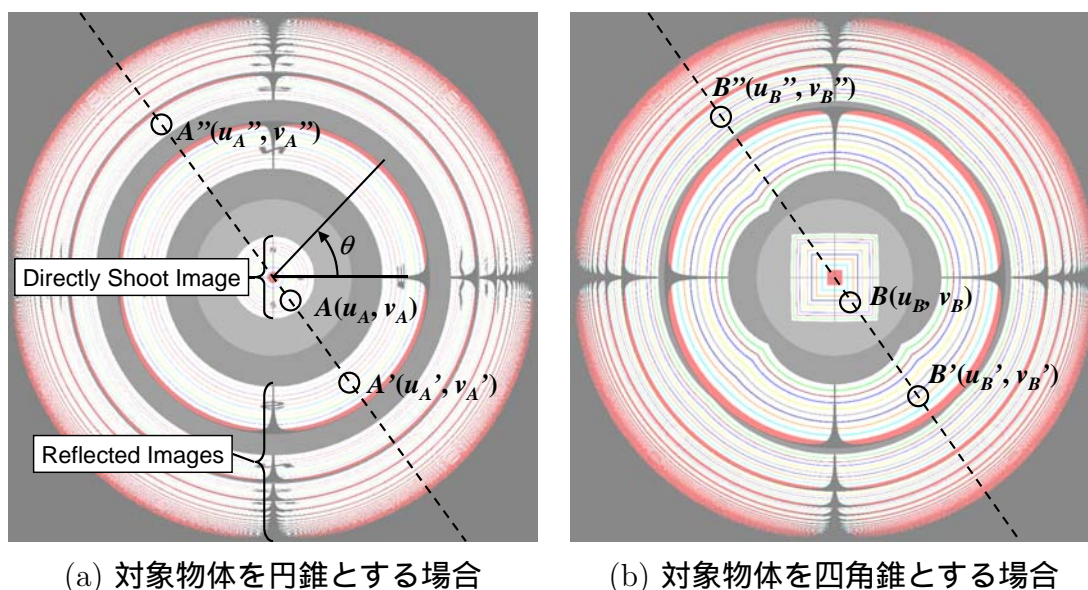 A''(u_A'', v_A'')
θ
Directly Shoot Image
A(u_A, v_A)
A'(u_A', v_A')
Reflected Images
(a) 対象物体を円錐とする場合
B''(u_B'', v_B'')
B(u_B, v_B)
B'(u_B', v_B')
(b) 対象物体を四角錐とする場合